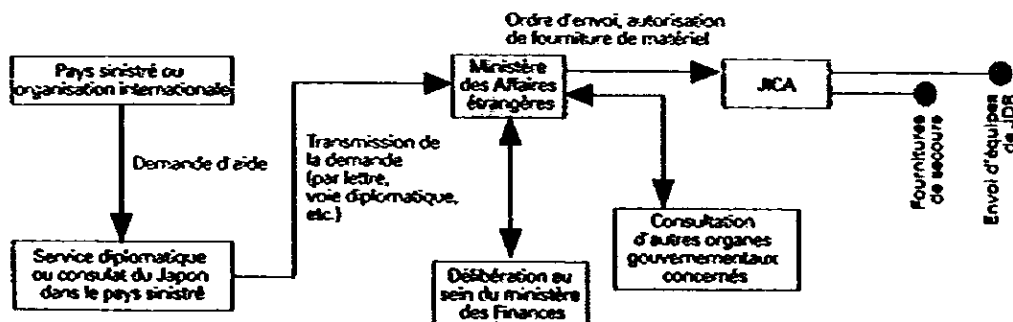 Pays sinistré ou
organisation internationale
Demande d'aide
Service diplomatique
ou consulat du Japon
dans le pays sinistré
Transmission de
la demande
(par lettre,
voie diplomatique,
etc.)
Ordre d'envoi, autorisation
de fourniture de matériel
Ministère
des Affaires
étrangères
Délibération au
sein du ministère
des Finances
Consultation
d'autres organes
gouvernementaux
concernés
JICA
Fournitures
de secours
Envoi d'équipes
de JDR